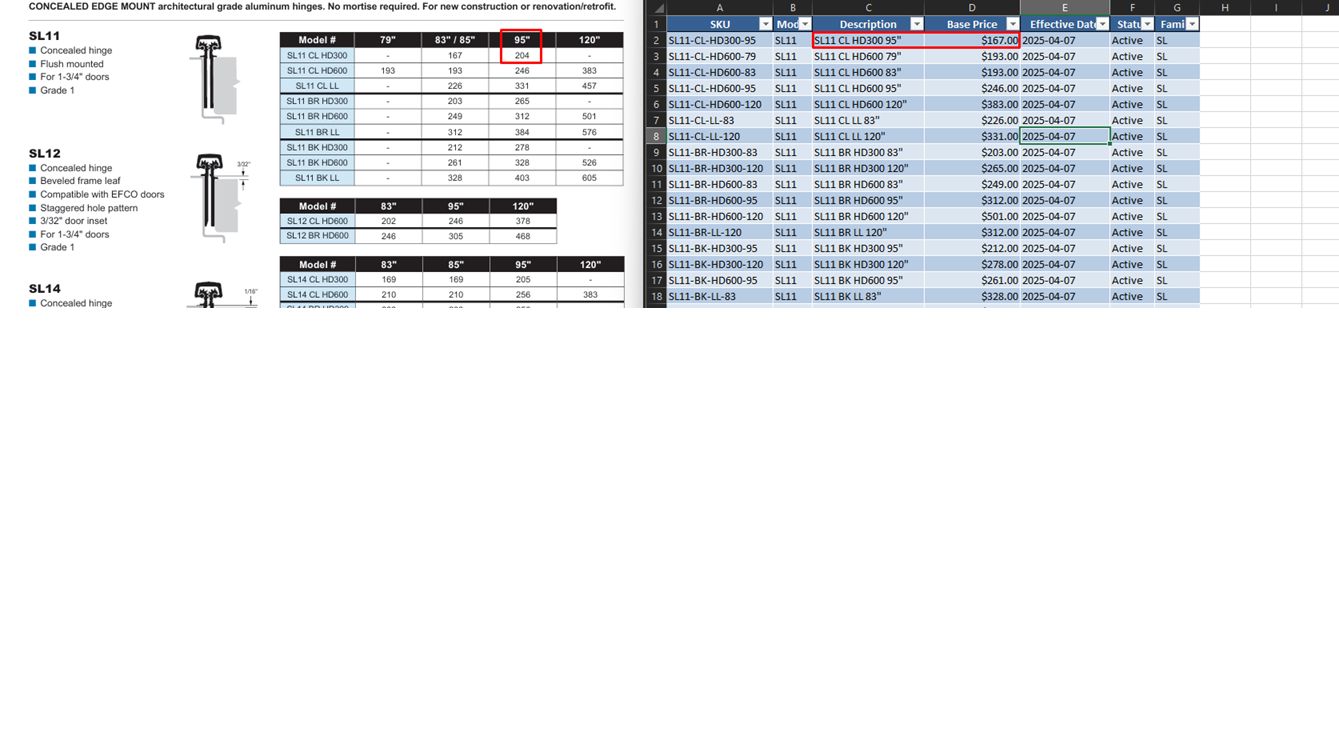 CONCEALED EDGE MOUNT architectural grade aluminum hinges. No mortise required. For new construction or renovation/retrofit.
SL11
Concealed hinge
Flush mounted
For 1-3/4" doors
Grade 1
Model # 79" 83" / 85" 95" 120"
SL11 CL HD300 - 167 204 -
SL11 CL HD600 193 193 246 383
SL11 CL LL - 226 331 457
SL11 BR HD300 - 203 265 -
SL11 BR HD600 - 249 312 501
SL11 BR LL - 312 384 576
SL11 BK HD300 - 212 278 -
SL11 BK HD600 - 261 328 526
SL11 BK LL - 328 403 605
SL12
Concealed hinge
Beveled frame leaf
Compatible with EFCO doors
Staggered hole pattern
3/32" door inset
For 1-3/4" doors
Grade 1
3/32"
Model # 83" 95" 120"
SL12 CL HD600 202 246 378
SL12 BR HD600 246 305 468
SL14
Concealed hinge
1/16"
Model # 83" 85" 95" 120"
SL14 CL HD300 169 169 205 -
SL14 CL HD600 210 210 256 383
A B C D E F G H I J
1 SKU Mod Description Base Price Effective Date Statu Fami
2 SL11-CL-HD300-95 SL11 SL11 CL HD300 95" $167.00 2025-04-07 Active SL
3 SL11-CL-HD600-79 SL11 SL11 CL HD600 79" $193.00 2025-04-07 Active SL
4 SL11-CL-HD600-83 SL11 SL11 CL HD600 83" $193.00 2025-04-07 Active SL
5 SL11-CL-HD600-95 SL11 SL11 CL HD600 95" $246.00 2025-04-07 Active SL
6 SL11-CL-HD600-120 SL11 SL11 CL HD600 120" $383.00 2025-04-07 Active SL
7 SL11-CL-LL-83 SL11 SL11 CL LL 83" $226.00 2025-04-07 Active SL
8 SL11-CL-LL-120 SL11 SL11 CL LL 120" $331.00 2025-04-07 Active SL
9 SL11-BR-HD300-83 SL11 SL11 BR HD300 83" $203.00 2025-04-07 Active SL
10 SL11-BR-HD300-120 SL11 SL11 BR HD300 120" $265.00 2025-04-07 Active SL
11 SL11-BR-HD600-83 SL11 SL11 BR HD600 83" $249.00 2025-04-07 Active SL
12 SL11-BR-HD600-95 SL11 SL11 BR HD600 95" $312.00 2025-04-07 Active SL
13 SL11-BR-HD600-120 SL11 SL11 BR HD600 120" $501.00 2025-04-07 Active SL
14 SL11-BR-LL-120 SL11 SL11 BR LL 120" $312.00 2025-04-07 Active SL
15 SL11-BK-HD300-95 SL11 SL11 BK HD300 95" $212.00 2025-04-07 Active SL
16 SL11-BK-HD300-120 SL11 SL11 BK HD300 120" $278.00 2025-04-07 Active SL
17 SL11-BK-HD600-95 SL11 SL11 BK HD600 95" $261.00 2025-04-07 Active SL
18 SL11-BK-LL-83 SL11 SL11 BK LL 83" $328.00 2025-04-07 Active SL